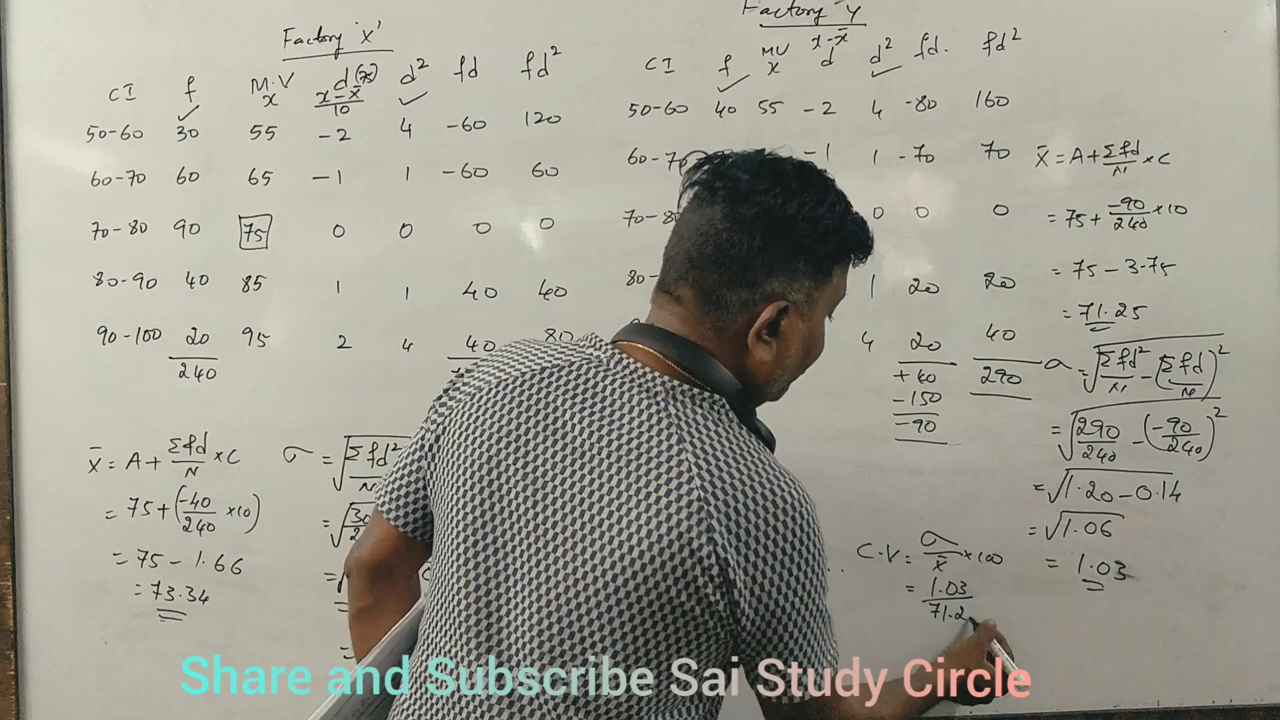 Factory 'X'
CI f M.V x d(75) x-x̄/10 d² fd fd²
50-60 30 55 -2 4 -60 120
60-70 60 65 -1 1 -60 60
70-80 90 75 0 0 0 0
80-90 40 85 1 1 40 40
90-100 20 95 2 4 40 80
240
x̄ = A + Σfd/N × C
= 75 + (-40/240 × 10)
= 75 - 1.66
= 73.34
σ = √Σfd²
Factory 'Y'
CI f MV x x-x̄ d d² fd. fd²
50-60 40 55 -2 4 -80 160
60-70 -1 1 -70 70
0 0 0
1 20 20
4 20 40
+40 290
-150
-90
x̄ = A + Σfd/N × C
= 75 + -90/240 × 10
= 75 - 3.75
= 71.25
σ = √Σfd²/N - (Σfd/N)²
= √290/240 - (-90/240)²
= √1.20 - 0.14
= √1.06
= 1.03
C.V = σ/x̄ × 100
= 1.03/71.2
Share and Subscribe Sai Study Circle